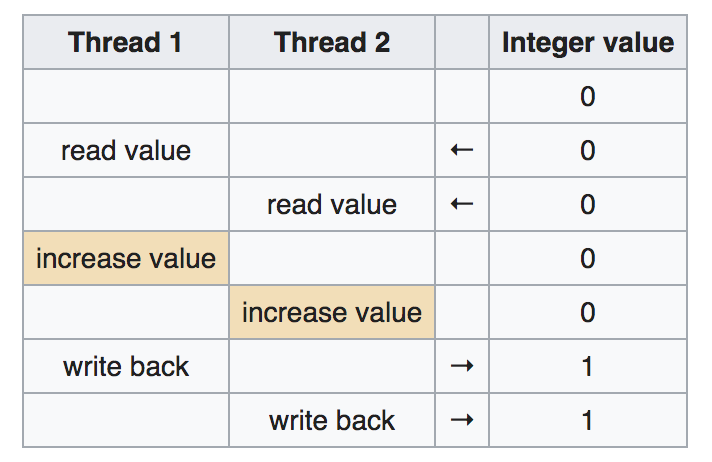 Thread 1 Thread 2 Integer value
0
read value ← 0
read value ← 0
increase value 0
increase value 0
write back → 1
write back → 1